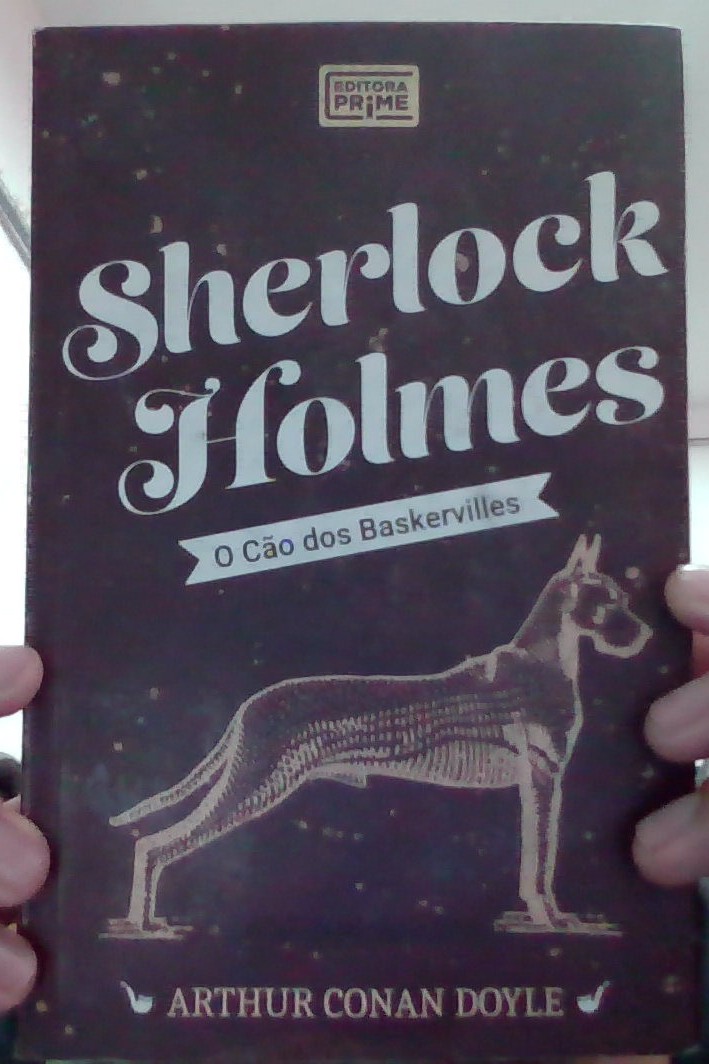 EDITORA
PRiME
Sherlock
Holmes
O Cão dos Baskervilles
ARTHUR CONAN DOYLE